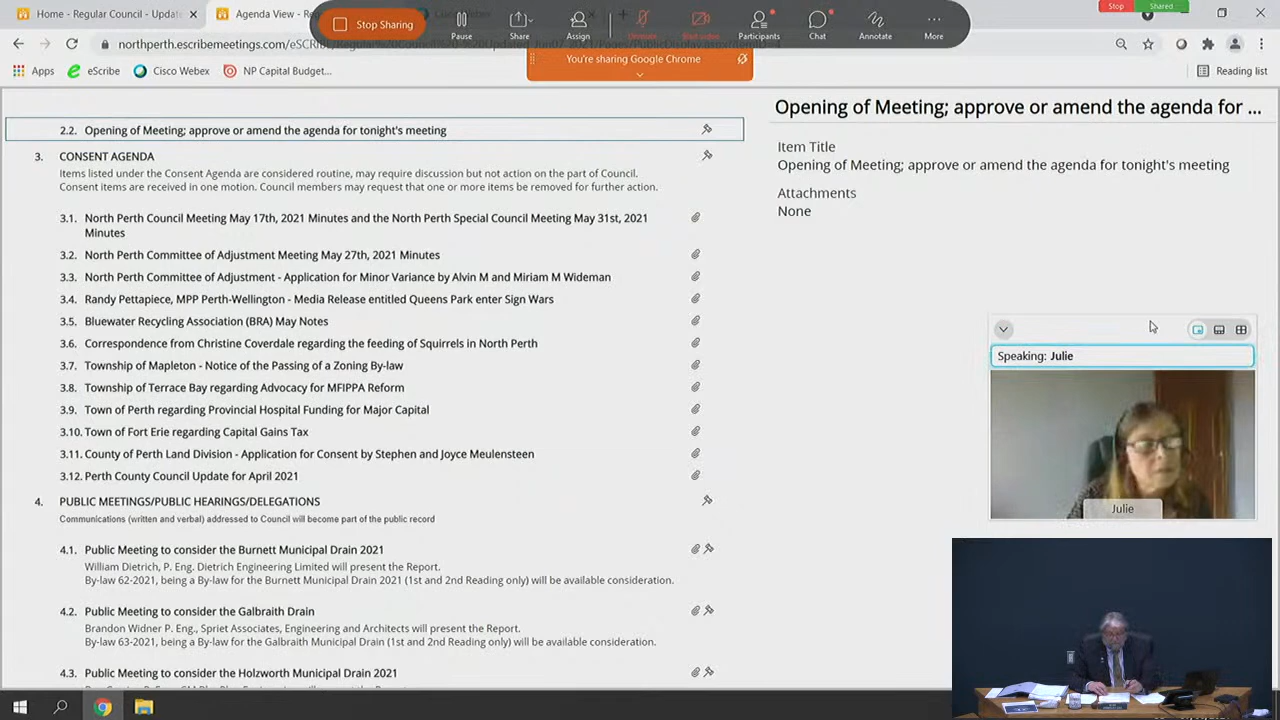 Stop
Shared
Home - Regular Council - Update
Agenda View - Reg
Stop Sharing
Pause
Share
Assign
Participants
Chat
Annotate
More
You're sharing Google Chrome
Apps
eScribe
Cisco Webex
NP Capital Budget...
Reading list
2.2. Opening of Meeting; approve or amend the agenda for tonight's meeting
3. CONSENT AGENDA
Items listed under the Consent Agenda are considered routine, may require discussion but not action on the part of Council.
Consent items are received in one motion. Council members may request that one or more items be removed for further action.
3.1. North Perth Council Meeting May 17th, 2021 Minutes and the North Perth Special Council Meeting May 31st, 2021
Minutes
3.2. North Perth Committee of Adjustment Meeting May 27th, 2021 Minutes
3.3. North Perth Committee of Adjustment - Application for Minor Variance by Alvin M and Miriam M Wideman
3.4. Randy Pettapiece, MPP Perth-Wellington - Media Release entitled Queens Park enter Sign Wars
3.5. Bluewater Recycling Association (BRA) May Notes
3.6. Correspondence from Christine Coverdale regarding the feeding of Squirrels in North Perth
3.7. Township of Mapleton - Notice of the Passing of a Zoning By-law
3.8. Township of Terrace Bay regarding Advocacy for MFIPPA Reform
3.9. Town of Perth regarding Provincial Hospital Funding for Major Capital
3.10. Town of Fort Erie regarding Capital Gains Tax
3.11. County of Perth Land Division - Application for Consent by Stephen and Joyce Meulensteen
3.12. Perth County Council Update for April 2021
4. PUBLIC MEETINGS/PUBLIC HEARINGS/DELEGATIONS
Communications (written and verbal) addressed to Council will become part of the public record
4.1. Public Meeting to consider the Burnett Municipal Drain 2021
William Dietrich, P. Eng. Dietrich Engineering Limited will present the Report.
By-law 62-2021, being a By-law for the Burnett Municipal Drain 2021 (1st and 2nd Reading only) will be available consideration.
4.2. Public Meeting to consider the Galbraith Drain
Brandon Widner P. Eng., Spriet Associates, Engineering and Architects will present the Report.
By-law 63-2021, being a By-law for the Galbraith Municipal Drain (1st and 2nd Reading only) will be available consideration.
4.3. Public Meeting to consider the Holzworth Municipal Drain 2021
Opening of Meeting; approve or amend the agenda for ...
Item Title
Opening of Meeting; approve or amend the agenda for tonight's meeting
Attachments
None
Speaking: Julie
Julie